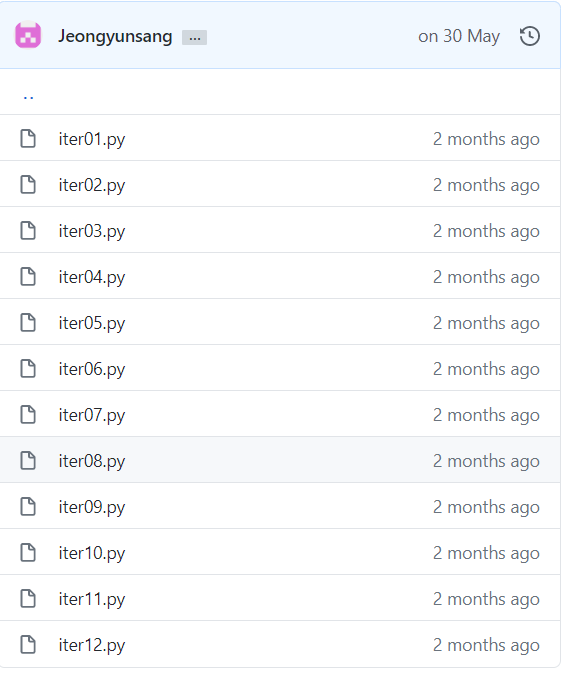 Jeongyunsang ... on 30 May
..
iter01.py 2 months ago
iter02.py 2 months ago
iter03.py 2 months ago
iter04.py 2 months ago
iter05.py 2 months ago
iter06.py 2 months ago
iter07.py 2 months ago
iter08.py 2 months ago
iter09.py 2 months ago
iter10.py 2 months ago
iter11.py 2 months ago
iter12.py 2 months ago